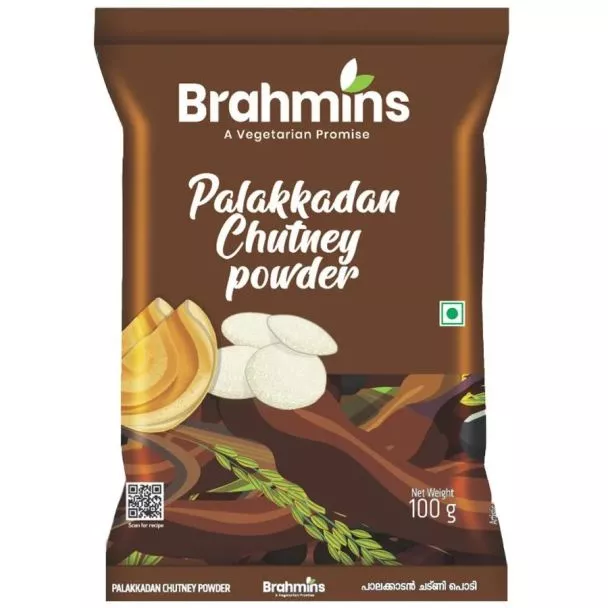 Brahmins
A Vegetarian Promise
Palakkadan
Chutney
powder
Net Weight
100 g
Scan for recipe
PALAKKADAN CHUTNEY POWDER
Brahmins
A Vegetarian Promise
പാലക്കാടൻ ചട്ണി പൊടി